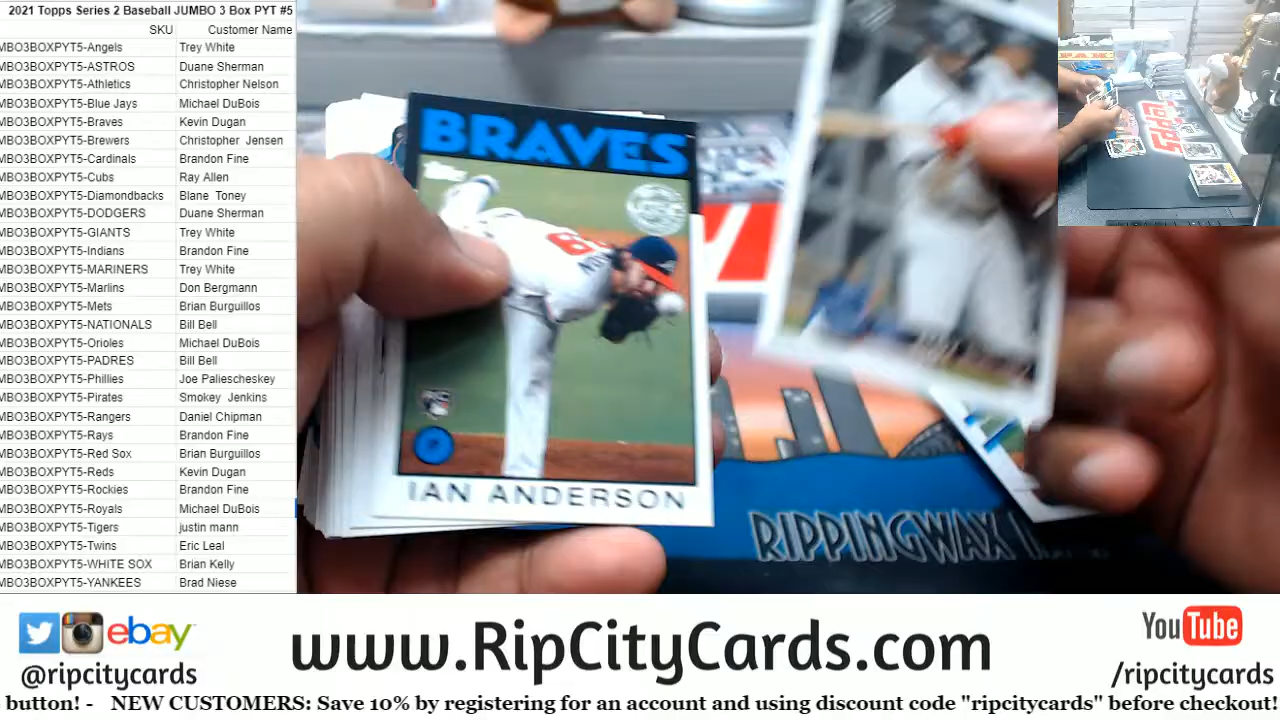 2021 Topps Series 2 Baseball JUMBO 3 Box PYT #5
SKU Customer Name
MBO3BOXPYT5-Angels Trey White
MBO3BOXPYT5-ASTROS Duane Sherman
MBO3BOXPYT5-Athletics Christopher Nelson
MBO3BOXPYT5-Blue Jays Michael DuBois
MBO3BOXPYT5-Braves Kevin Dugan
MBO3BOXPYT5-Brewers Christopher Jensen
MBO3BOXPYT5-Cardinals Brandon Fine
MBO3BOXPYT5-Cubs Ray Allen
MBO3BOXPYT5-Diamondbacks Blane Toney
MBO3BOXPYT5-DODGERS Duane Sherman
MBO3BOXPYT5-GIANTS Trey White
MBO3BOXPYT5-Indians Brandon Fine
MBO3BOXPYT5-MARINERS Trey White
MBO3BOXPYT5-Marlins Don Bergmann
MBO3BOXPYT5-Mets Brian Burguillos
MBO3BOXPYT5-NATIONALS Bill Bell
MBO3BOXPYT5-Orioles Michael DuBois
MBO3BOXPYT5-PADRES Bill Bell
MBO3BOXPYT5-Phillies Joe Paliescheskey
MBO3BOXPYT5-Pirates Smokey Jenkins
MBO3BOXPYT5-Rangers Daniel Chipman
MBO3BOXPYT5-Rays Brandon Fine
MBO3BOXPYT5-Red Sox Brian Burguillos
MBO3BOXPYT5-Reds Kevin Dugan
MBO3BOXPYT5-Rockies Brandon Fine
MBO3BOXPYT5-Royals Michael DuBois
MBO3BOXPYT5-Tigers justin mann
MBO3BOXPYT5-Twins Eric Leal
MBO3BOXPYT5-WHITE SOX Brian Kelly
MBO3BOXPYT5-YANKEES Brad Niese
BRAVES
IAN ANDERSON
RIPPINGWAX
TOPPS
ebay
@ripcitycards
www.RipCityCards.com
YouTube
/ripcitycards
button! - NEW CUSTOMERS: Save 10% by registering for an account and using discount code "ripcitycards" before checkout!